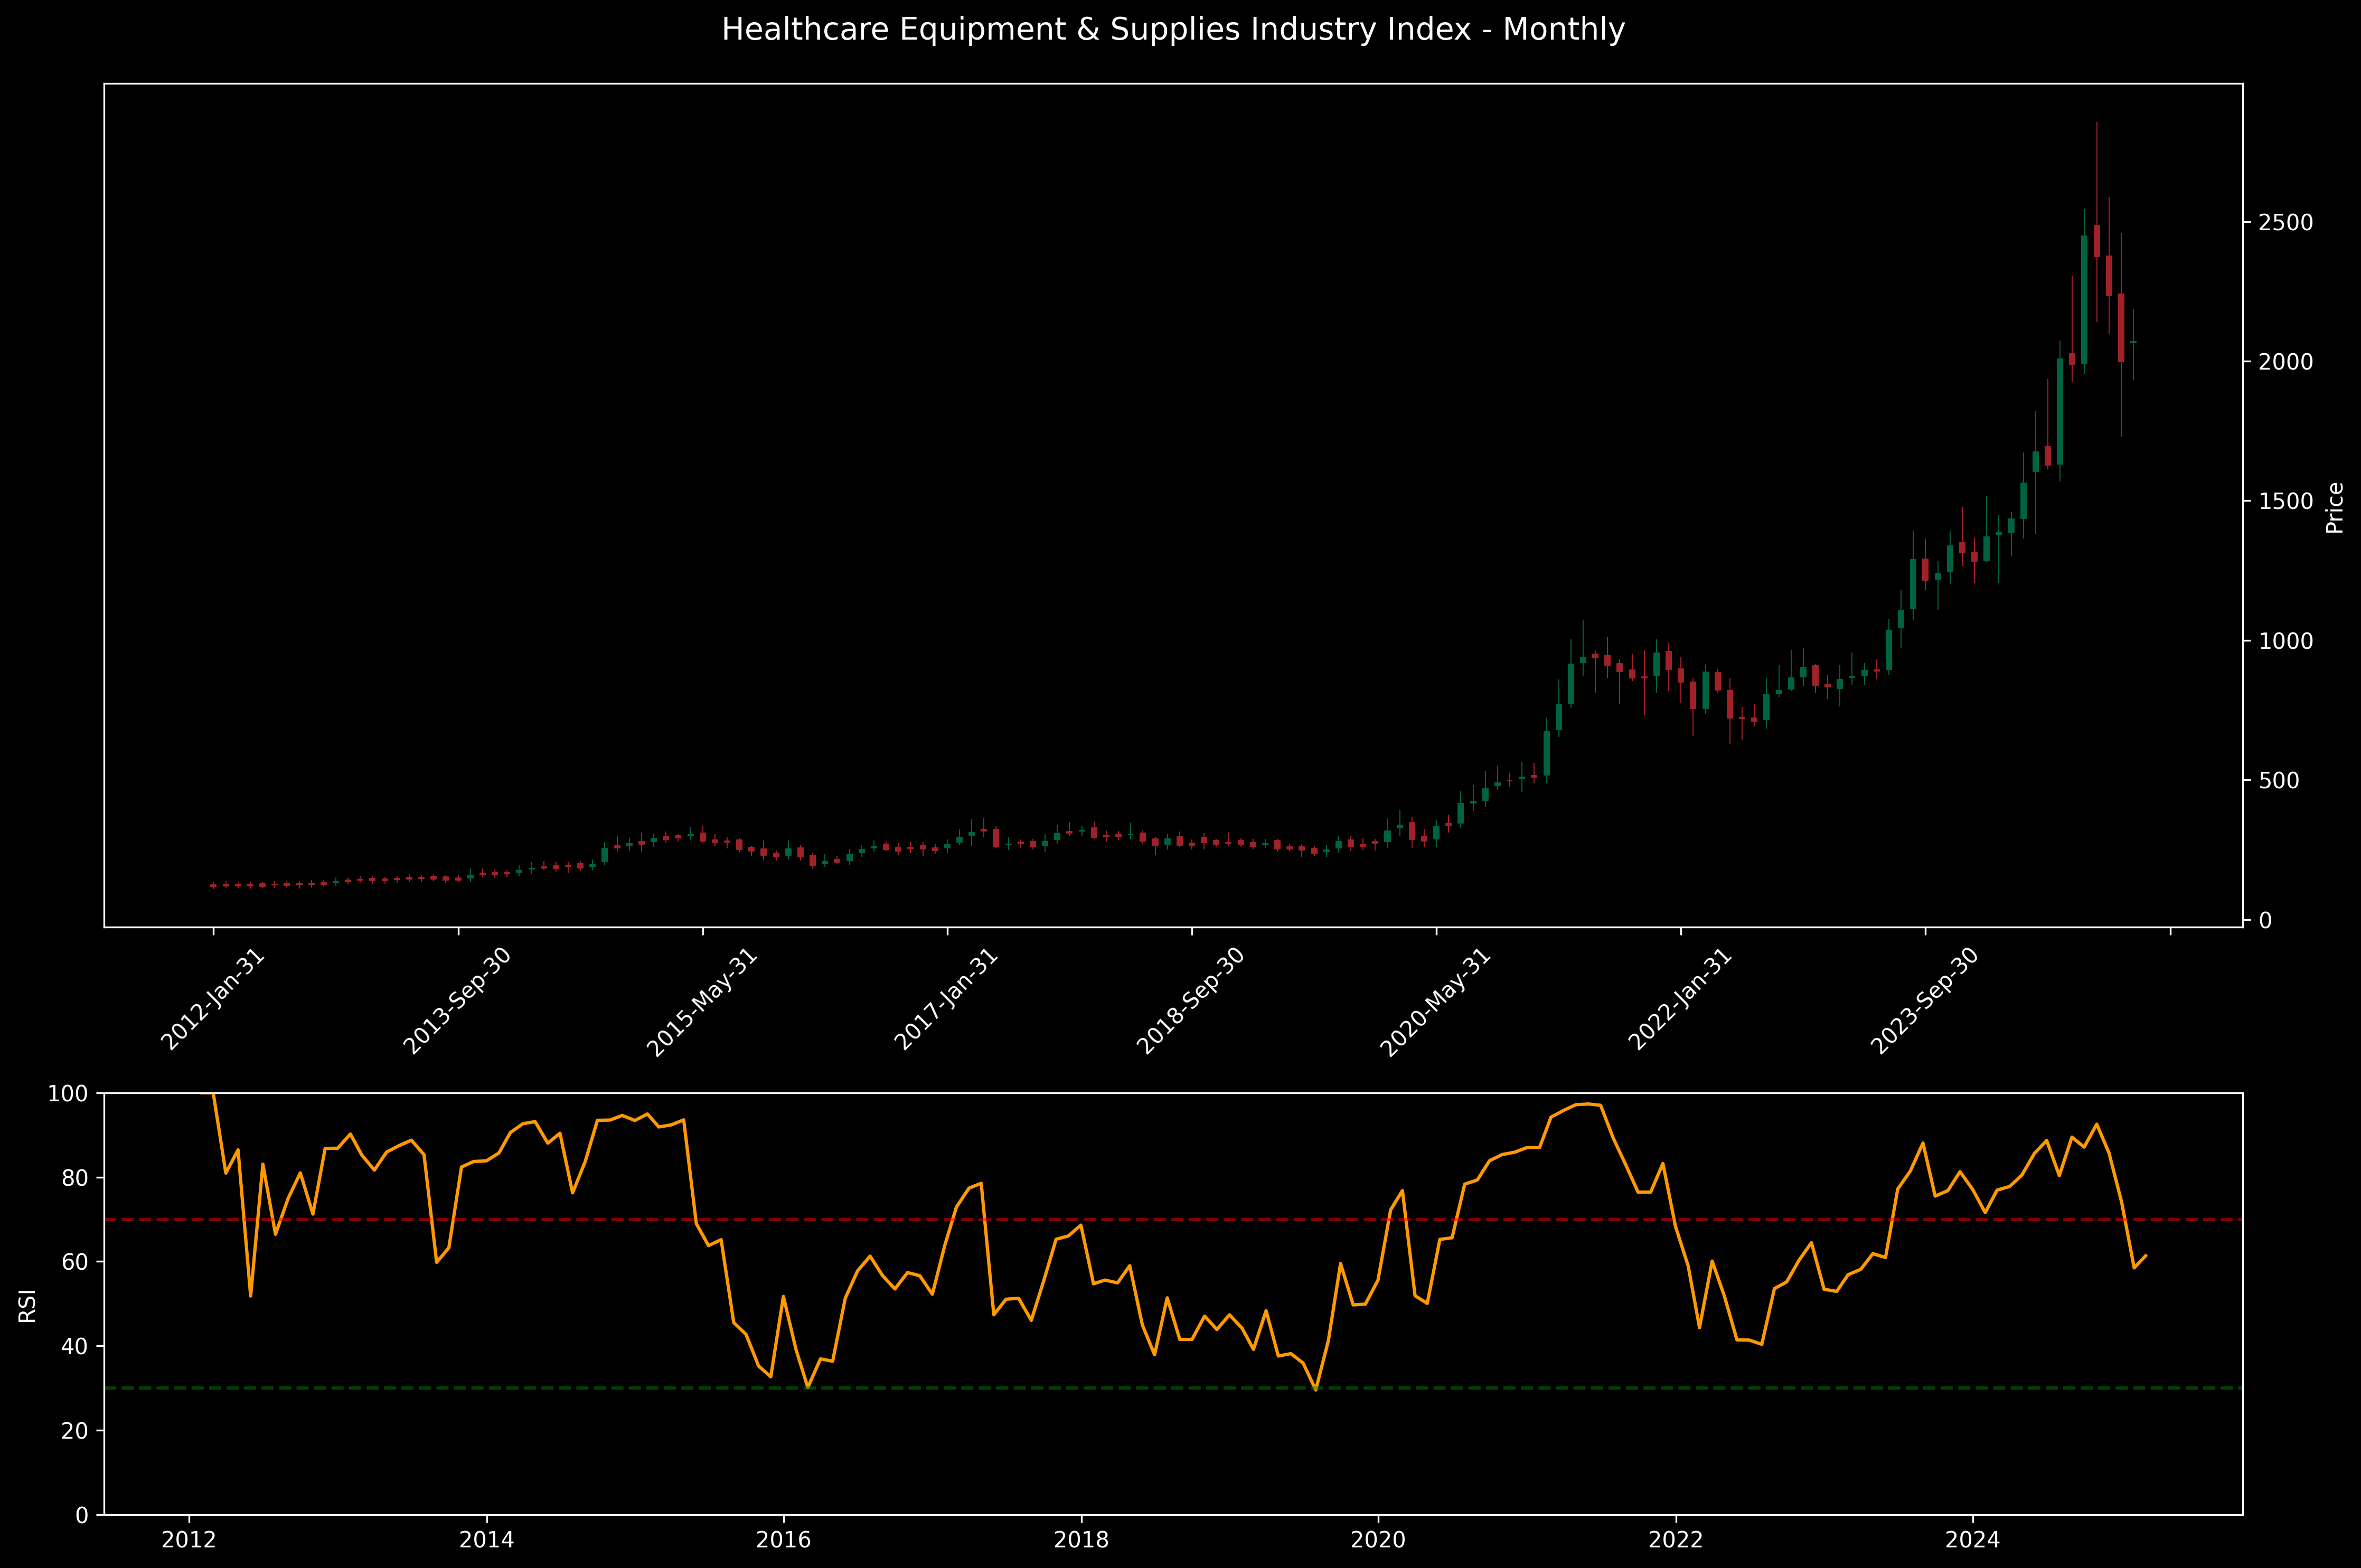 Healthcare Equipment & Supplies Industry Index - Monthly
2500
2000
1500
1000
500
0
Price
2012-Jan-31
2013-Sep-30
2015-May-31
2017-Jan-31
2018-Sep-30
2020-May-31
2022-Jan-31
2023-Sep-30
100
80
60
40
20
0
RSI
2012
2014
2016
2018
2020
2022
2024